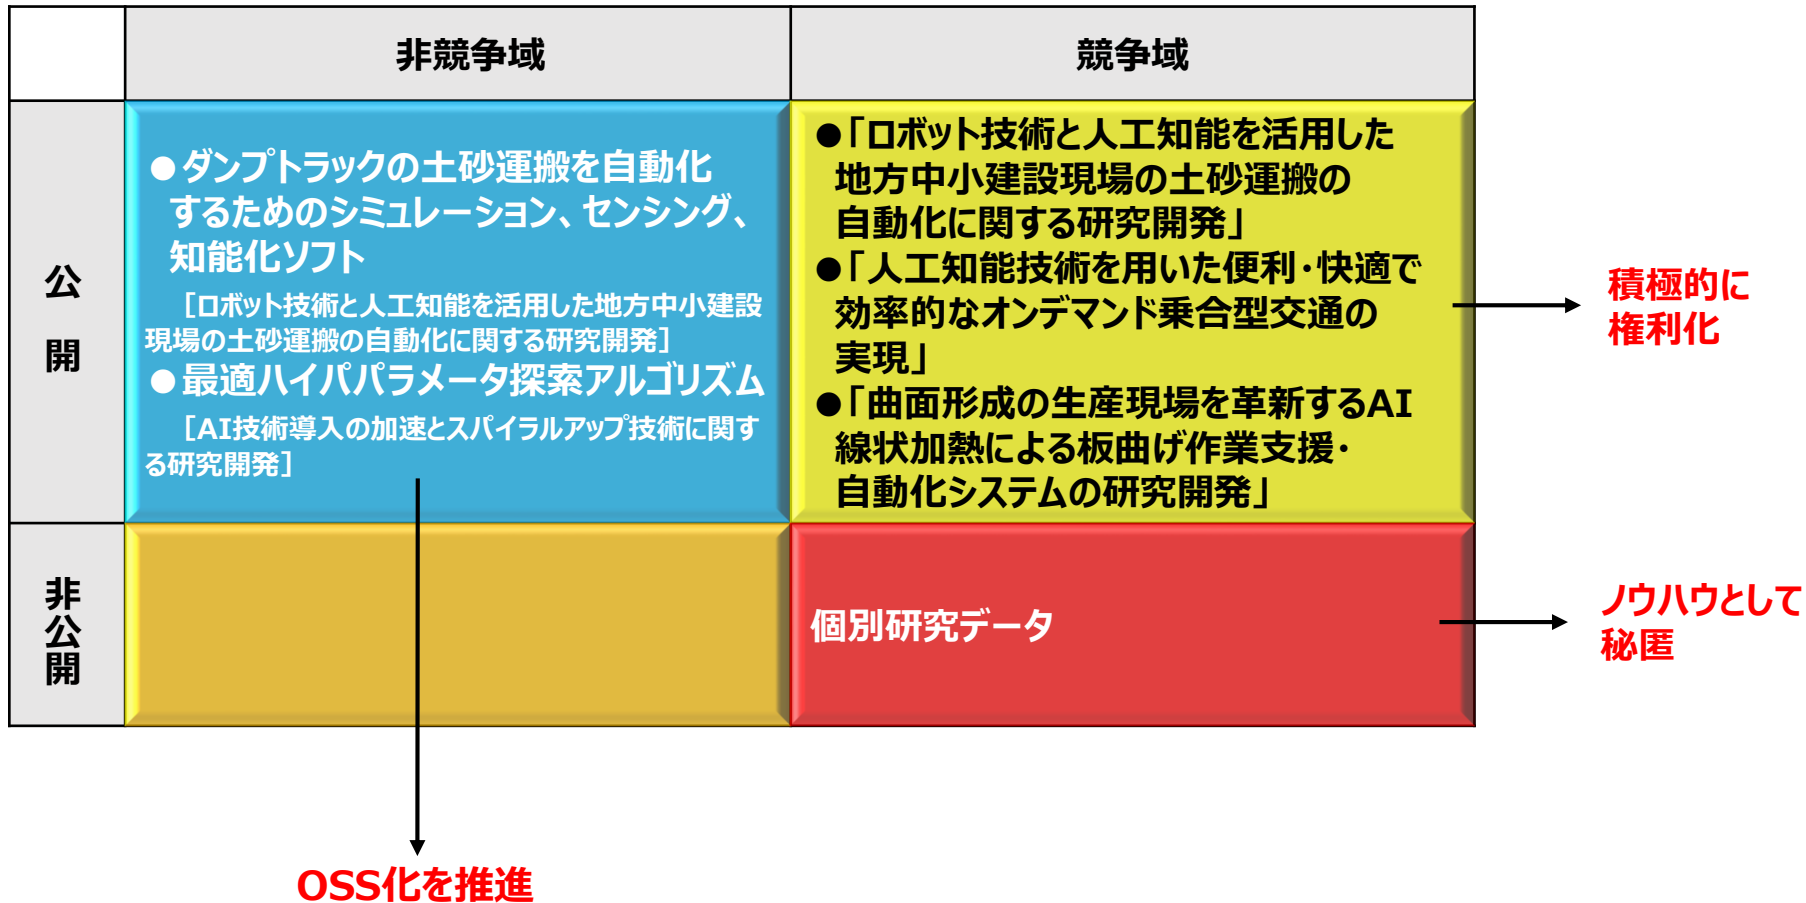 非競争域
競争域
公開
●ダンプトラックの土砂運搬を自動化
するためのシミュレーション、センシング、
知能化ソフト
［ロボット技術と人工知能を活用した地方中小建設
現場の土砂運搬の自動化に関する研究開発］
●最適ハイパパラメータ探索アルゴリズム
［AI技術導入の加速とスパイラルアップ技術に関す
る研究開発］
●「ロボット技術と人工知能を活用した
地方中小建設現場の土砂運搬の
自動化に関する研究開発」
●「人工知能技術を用いた便利・快適で
効率的なオンデマンド乗合型交通の
実現」
●「曲面形成の生産現場を革新するAI
線状加熱による板曲げ作業支援・
自動化システムの研究開発」
積極的に
権利化
非公開
個別研究データ
ノウハウとして
秘匿
OSS化を推進